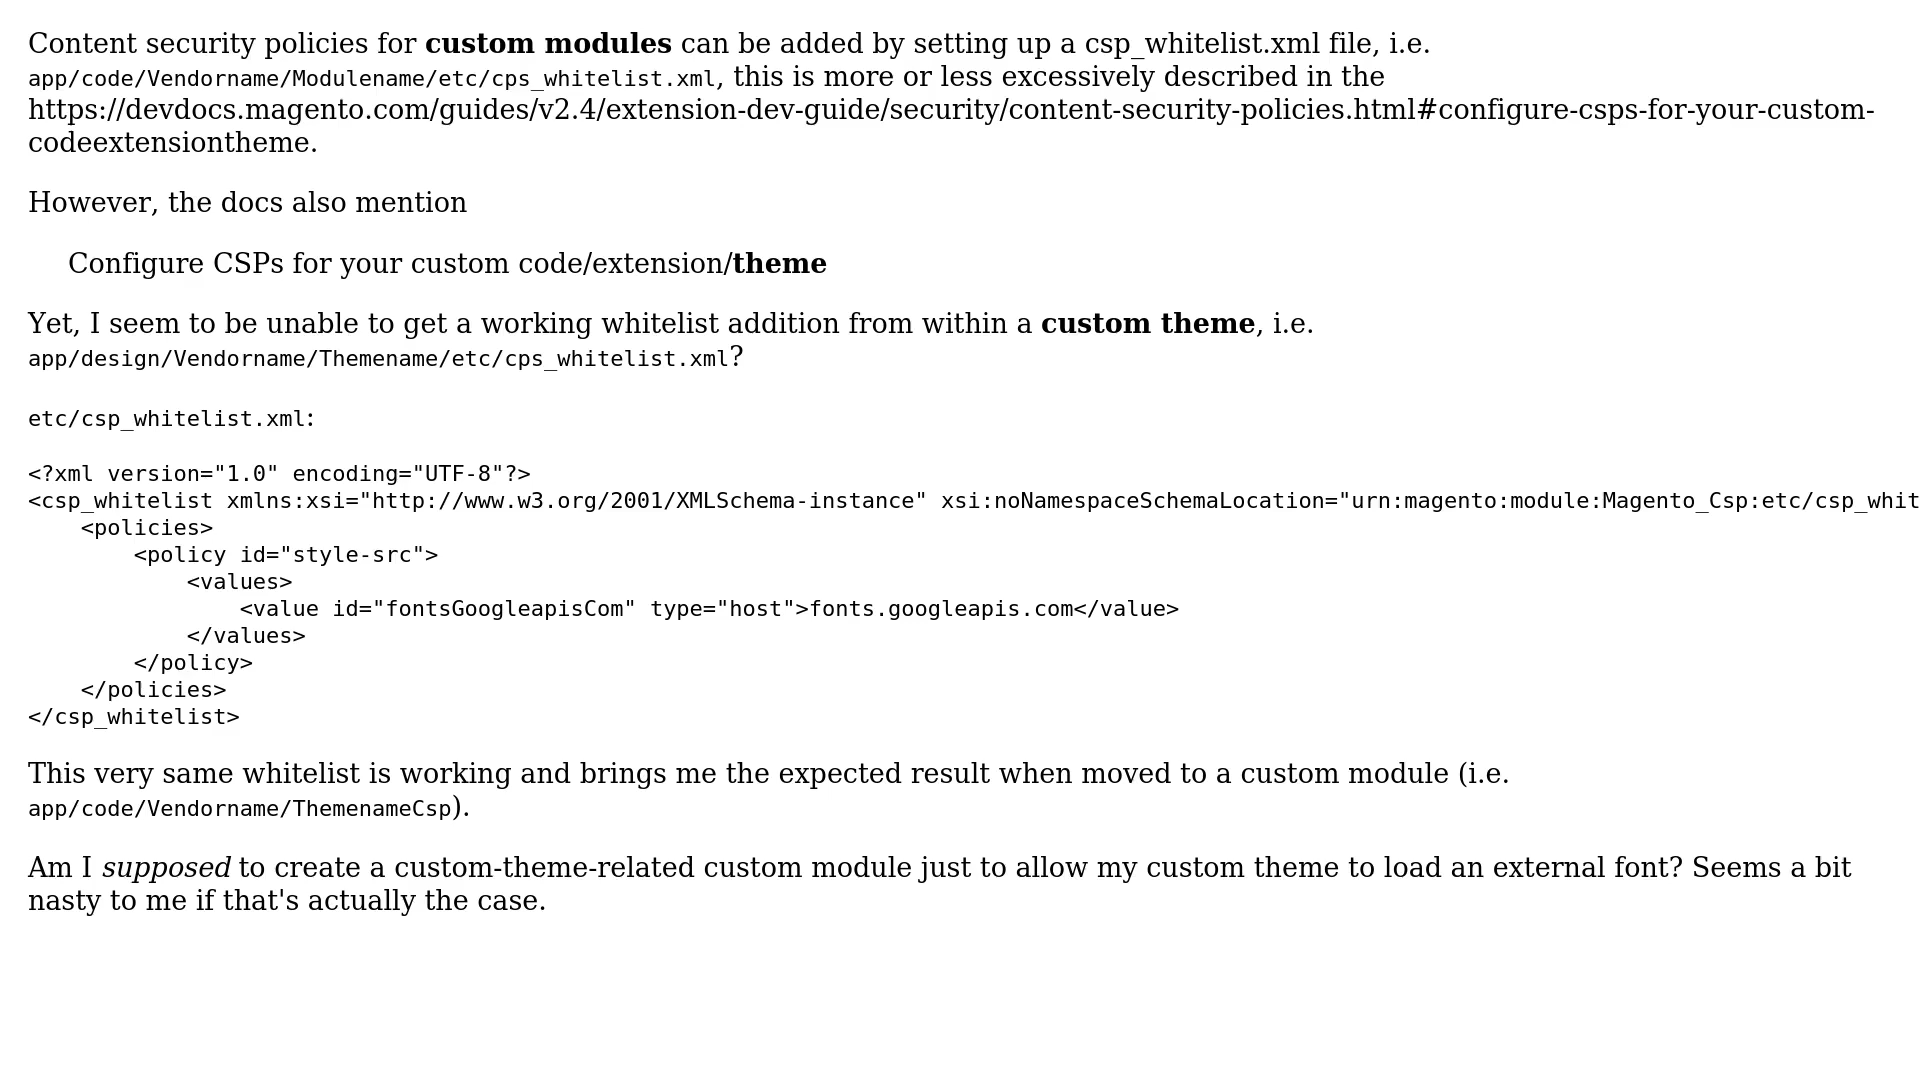 Content security policies for custom modules can be added by setting up a csp_whitelist.xml file, i.e.
app/code/Vendorname/Modulename/etc/cps_whitelist.xml, this is more or less excessively described in the
https://devdocs.magento.com/guides/v2.4/extension-dev-guide/security/content-security-policies.html#configure-csps-for-your-custom-
codeextensiontheme.
However, the docs also mention
Configure CSPs for your custom code/extension/theme
Yet, I seem to be unable to get a working whitelist addition from within a custom theme, i.e.
app/design/Vendorname/Themename/etc/cps_whitelist.xml?
etc/csp_whitelist.xml:
<?xml version="1.0" encoding="UTF-8"?>
<csp_whitelist xmlns:xsi="http://www.w3.org/2001/XMLSchema-instance" xsi:noNamespaceSchemaLocation="urn:magento:module:Magento_Csp:etc/csp_whit
    <policies>
        <policy id="style-src">
            <values>
                <value id="fontsGoogleapisCom" type="host">fonts.googleapis.com</value>
            </values>
        </policy>
    </policies>
</csp_whitelist>
This very same whitelist is working and brings me the expected result when moved to a custom module (i.e.
app/code/Vendorname/ThemenameCsp).
Am I supposed to create a custom-theme-related custom module just to allow my custom theme to load an external font? Seems a bit
nasty to me if that's actually the case.